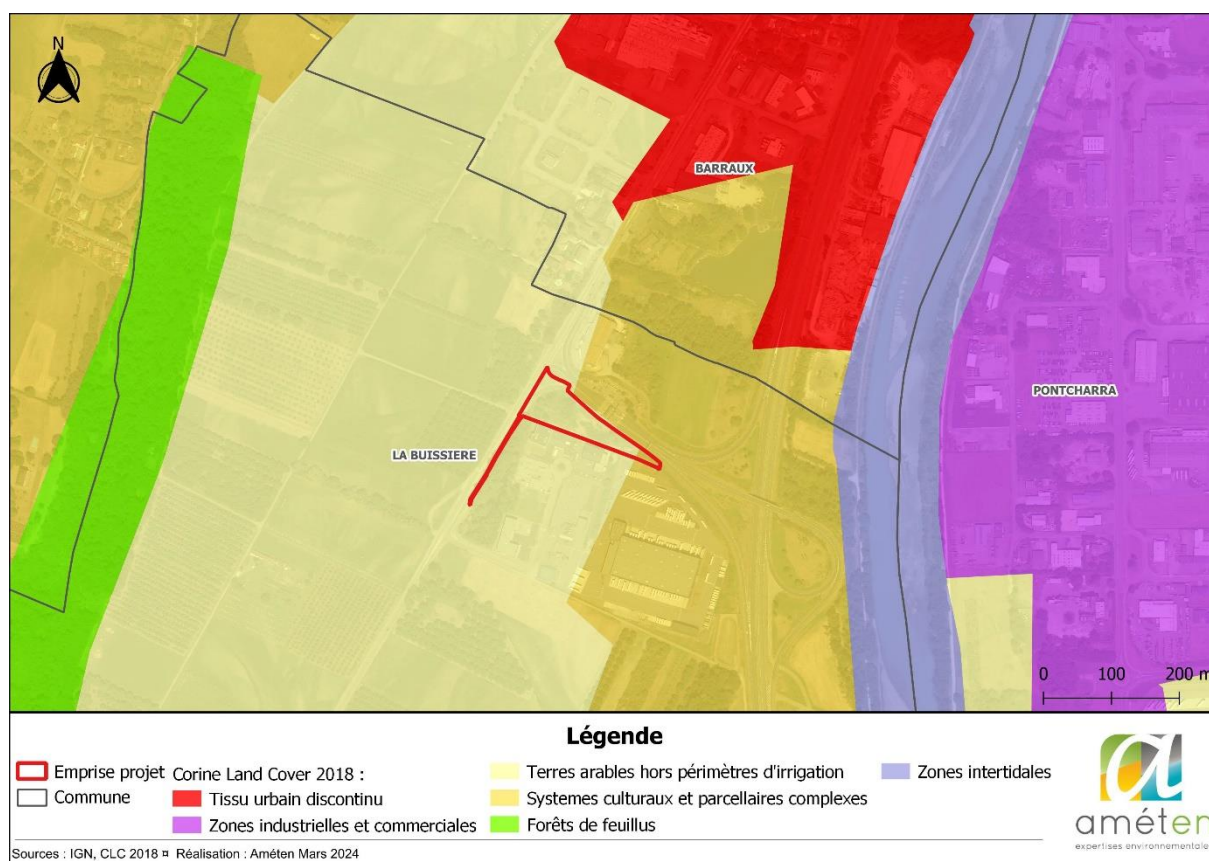 N
BARRAUX
PONTCHARRA
LA BUISSIERE
0 100 200 m
Légende
Emprise projet
Commune
Corine Land Cover 2018 :
Tissu urbain discontinu
Zones industrielles et commerciales
Terres arables hors périmètres d'irrigation
Systemes culturaux et parcellaires complexes
Forêts de feuillus
Zones intertidales
a
améten
expertises environnementales
Sources : IGN, CLC 2018 ¤ Réalisation : Améten Mars 2024